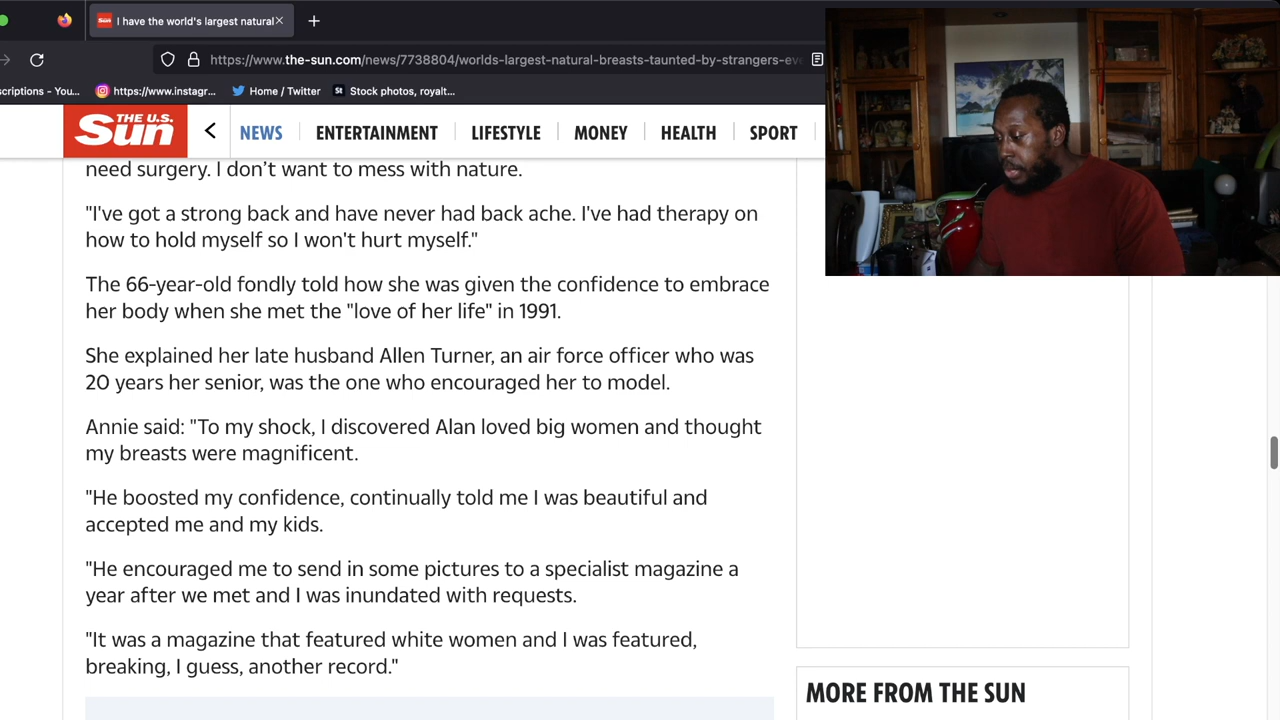 I have the world's largest natural
https://www.the-sun.com/news/7738804/worlds-largest-natural-breasts-taunted-by-strangers-eve
scriptions - You...
https://www.instagr...
Home / Twitter
St
Stock photos, royalt...
THE U.S.
Sun
NEWS
ENTERTAINMENT
LIFESTYLE
MONEY
HEALTH
SPORT
need surgery. I don’t want to mess with nature.
"I've got a strong back and have never had back ache. I've had therapy on
how to hold myself so I won't hurt myself."
The 66-year-old fondly told how she was given the confidence to embrace
her body when she met the "love of her life" in 1991.
She explained her late husband Allen Turner, an air force officer who was
20 years her senior, was the one who encouraged her to model.
Annie said: "To my shock, I discovered Alan loved big women and thought
my breasts were magnificent.
"He boosted my confidence, continually told me I was beautiful and
accepted me and my kids.
"He encouraged me to send in some pictures to a specialist magazine a
year after we met and I was inundated with requests.
"It was a magazine that featured white women and I was featured,
breaking, I guess, another record."
MORE FROM THE SUN